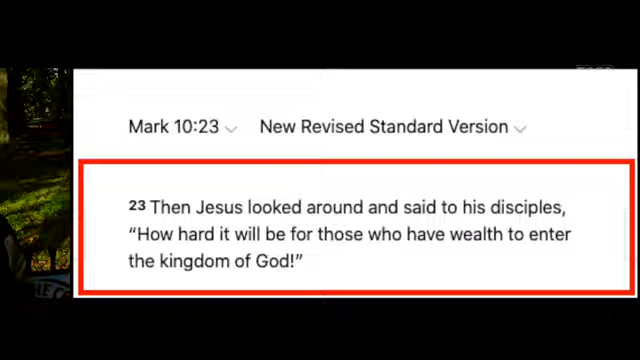 Mark 10:23 New Revised Standard Version
23 Then Jesus looked around and said to his disciples,
“How hard it will be for those who have wealth to enter
the kingdom of God!”